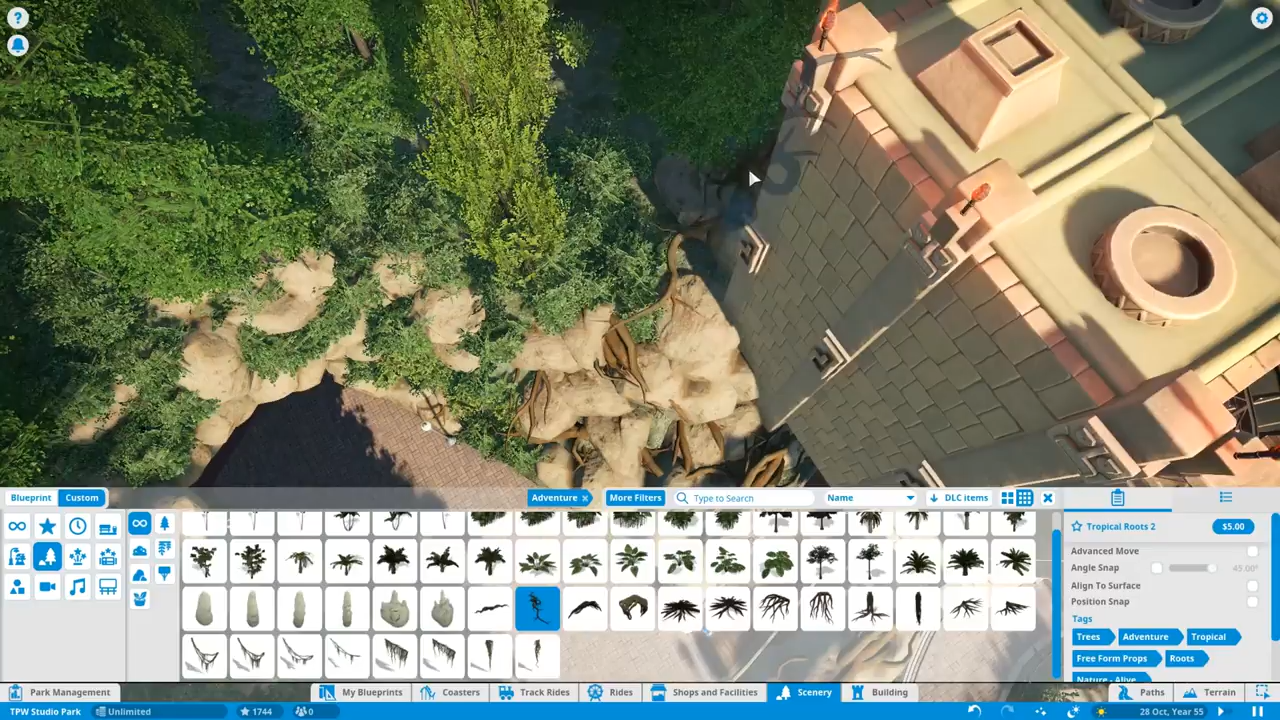 ?
Blueprint Custom Adventure × More Filters Type to Search Name DLC items
Tropical Roots 2 $5.00
Advanced Move
Angle Snap 45.00°
Align To Surface
Position Snap
Tags
Trees Adventure Tropical
Free Form Props Roots
Nature - Alive
Park Management My Blueprints Coasters Track Rides Rides Shops and Facilities Scenery Building Paths Terrain
TPW Studio Park Unlimited 1744 0 28 Oct, Year 55